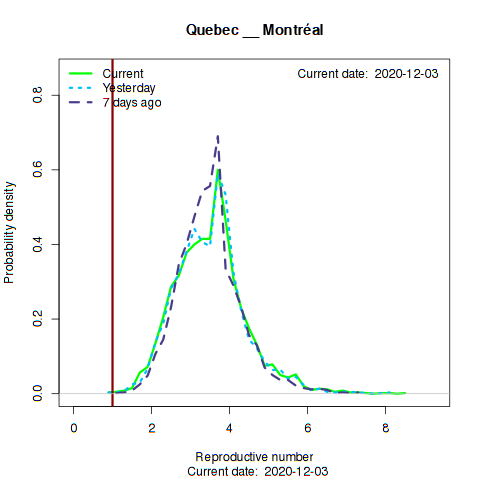 Quebec __ Montréal
Current
Current date:  2020-12-03
Yesterday
7 days ago
Probability density
0.0
0.2
0.4
0.6
0.8
0
2
4
6
8
Reproductive number
Current date:  2020-12-03